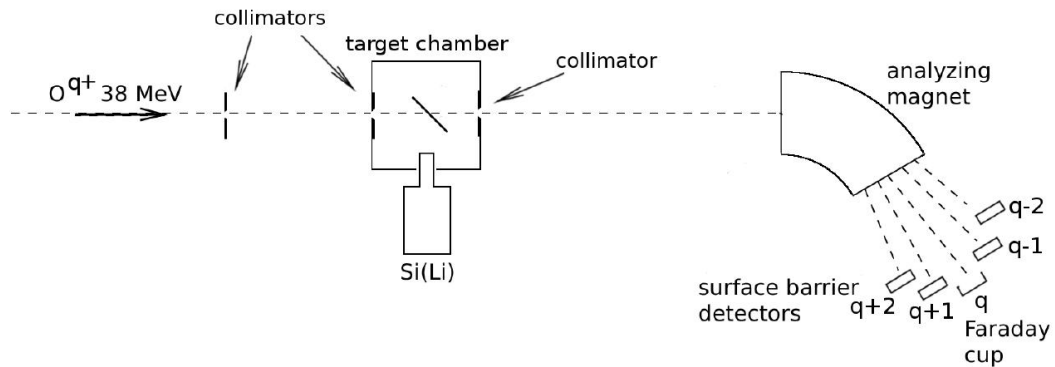 collimators
target chamber
collimator
O^q+ 38 MeV
analyzing
magnet
Si(Li)
surface barrier
detectors
q+2
q+1
q
Faraday
cup
q-1
q-2